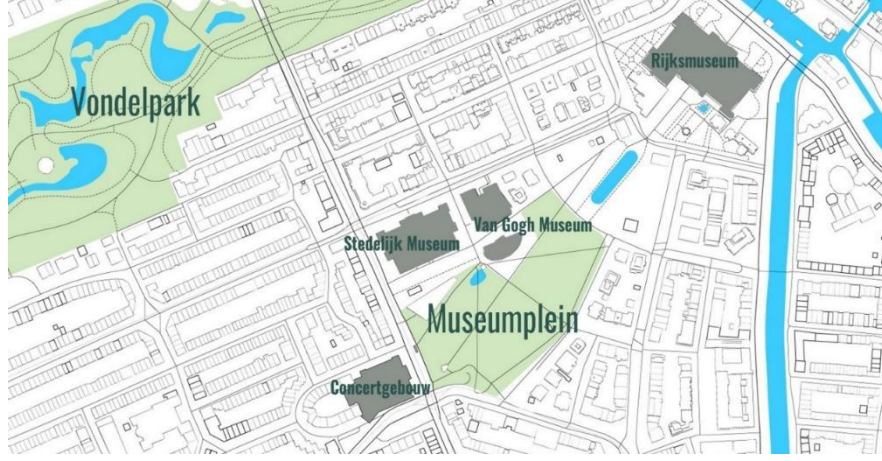 Rijksmuseum
Vondelpark
Van Gogh Museum
Stedelijk Museum
Museumplein
Concertgebouw